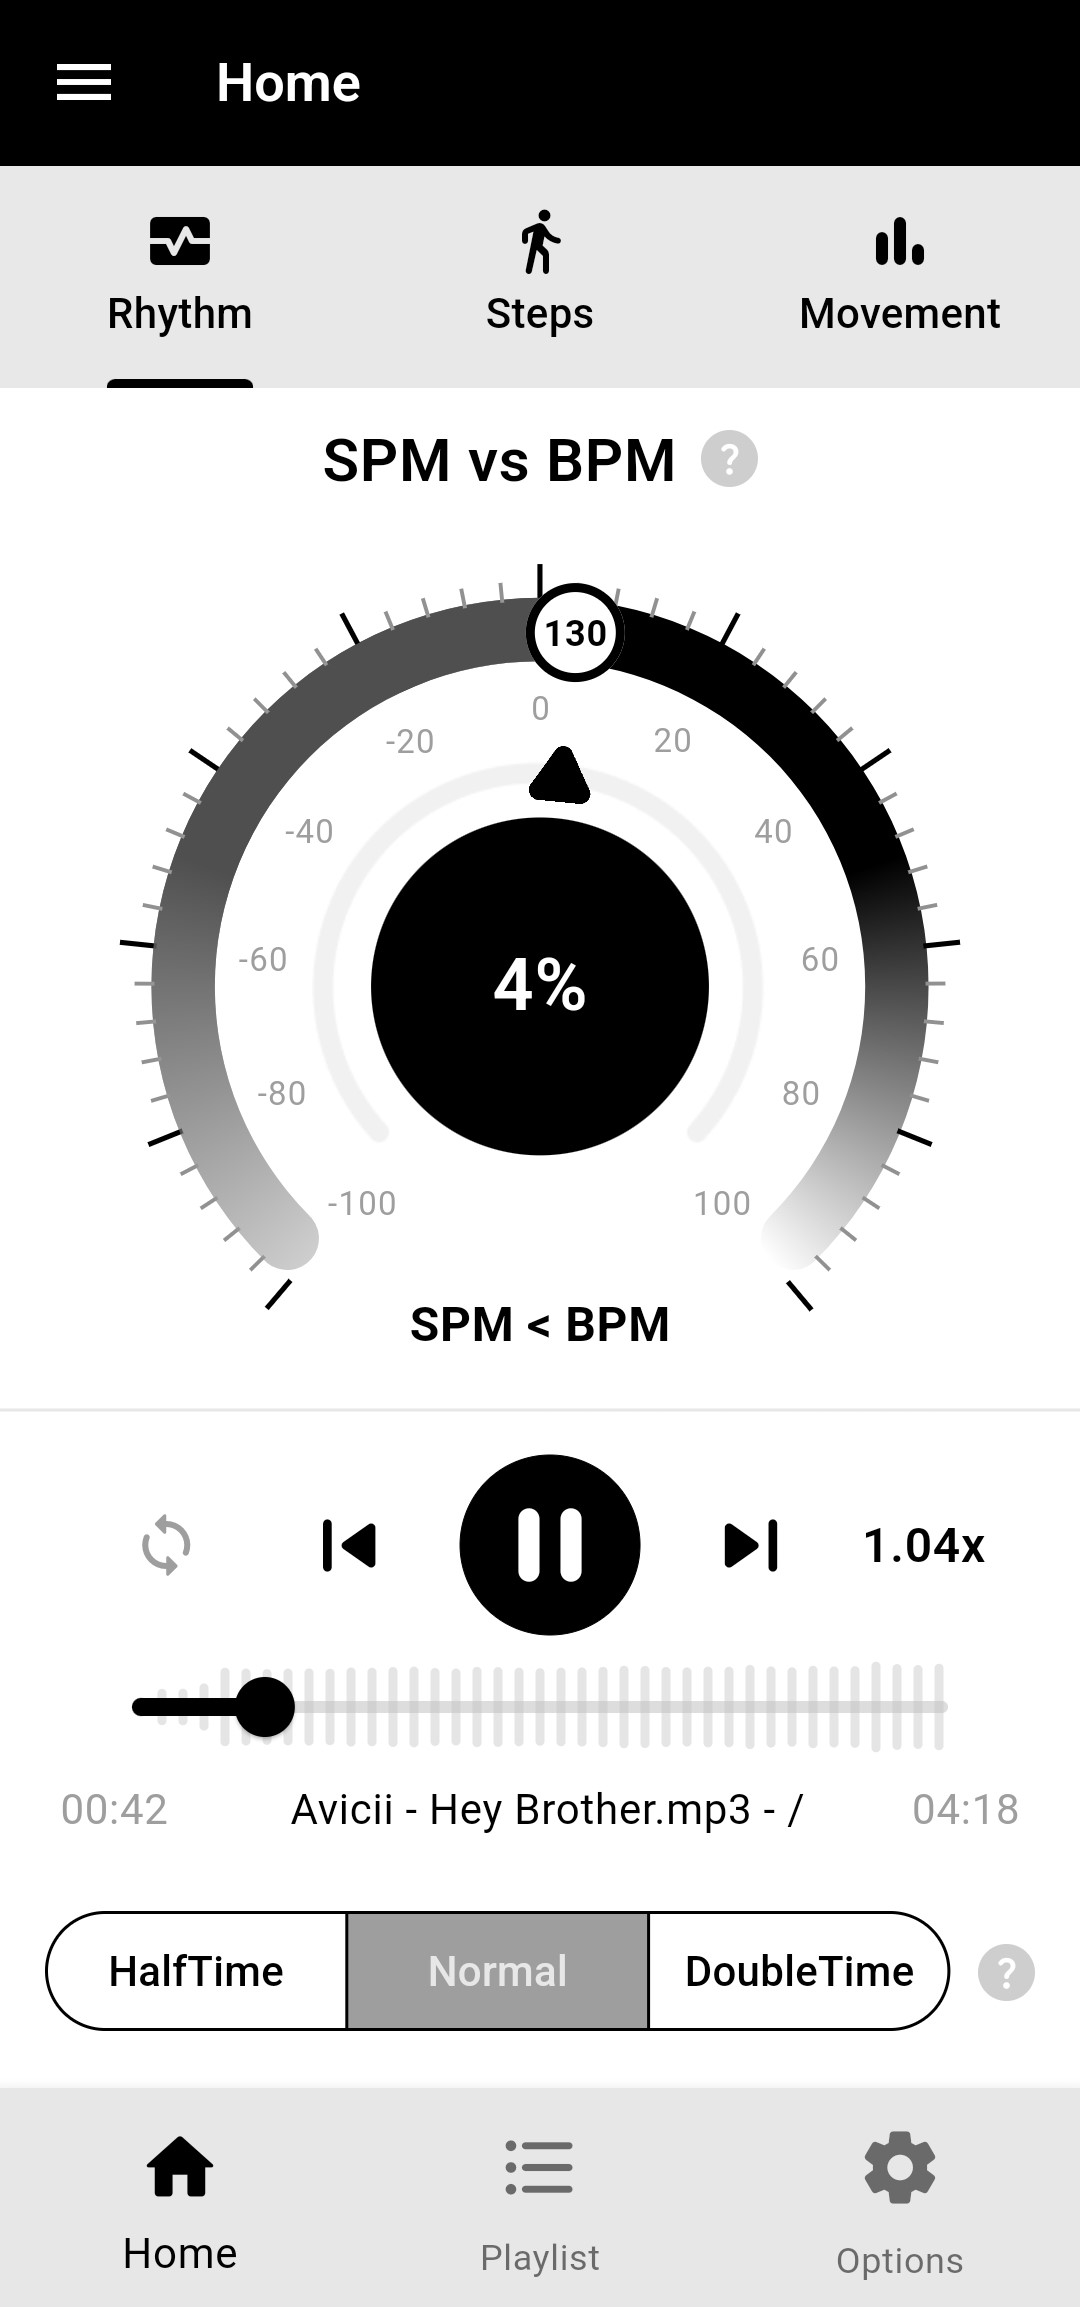 Home
Rhythm Steps Movement
SPM vs BPM ?
130
0
-20 20
-40 40
-60 60
-80 80
-100 100
4%
SPM < BPM
1.04x
00:42 Avicii - Hey Brother.mp3 - / 04:18
HalfTime Normal DoubleTime ?
Home Playlist Options